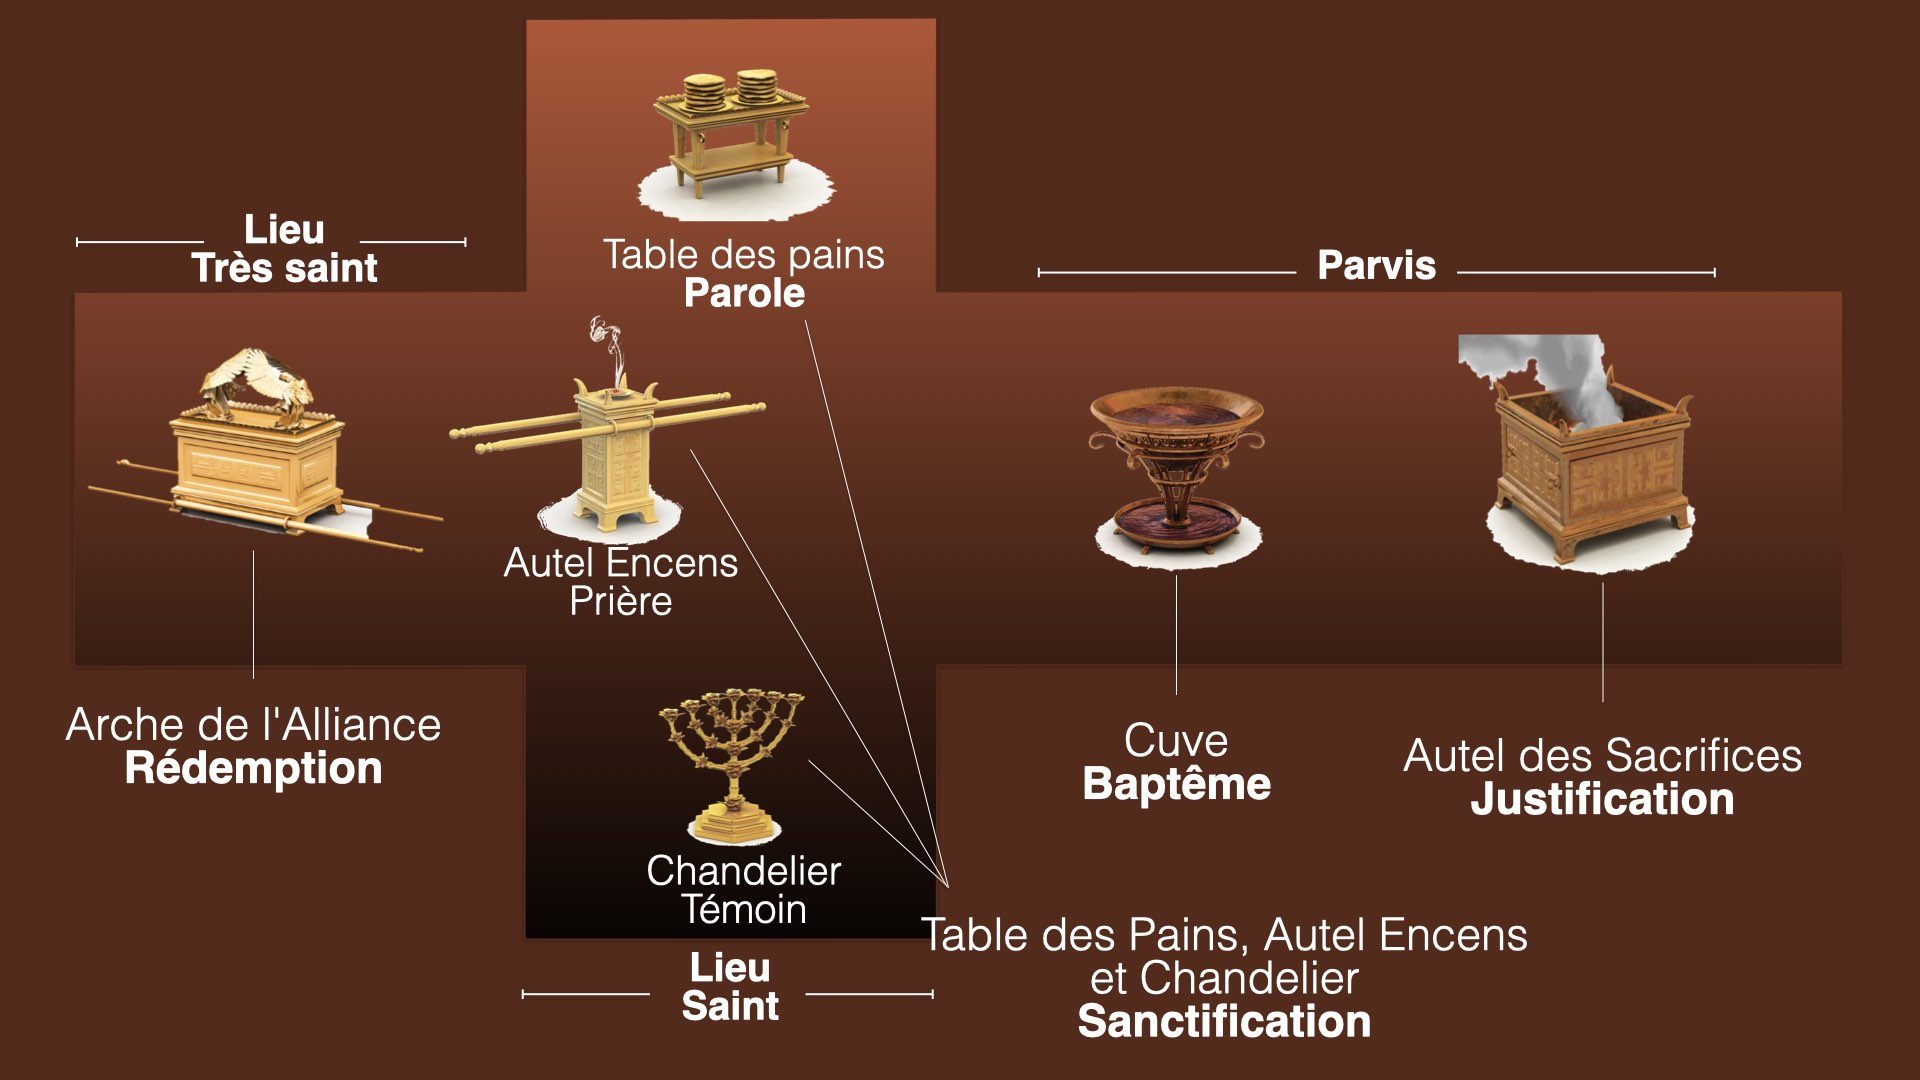 Table des pains
Parole
Lieu
Très saint
Parvis
Autel Encens
Prière
Arche de l'Alliance
Rédemption
Cuve
Baptême
Autel des Sacrifices
Justification
Chandelier
Témoin
Lieu
Saint
Table des Pains, Autel Encens
et Chandelier
Sanctification